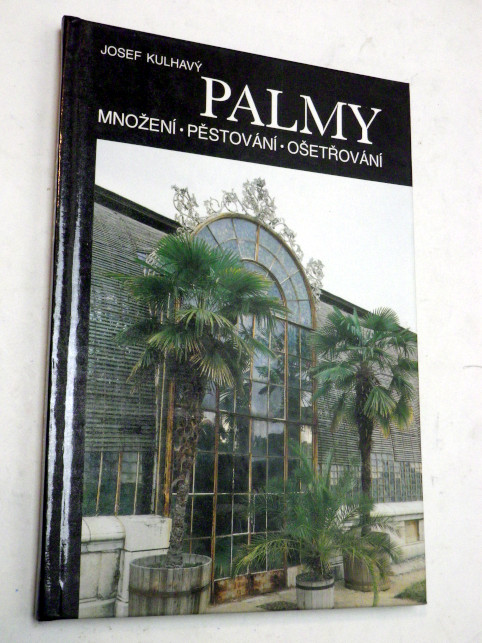 JOSEF KULHAVÝ
PALMY
MNOŽENÍ • PĚSTOVÁNÍ • OŠETŘOVÁNÍ